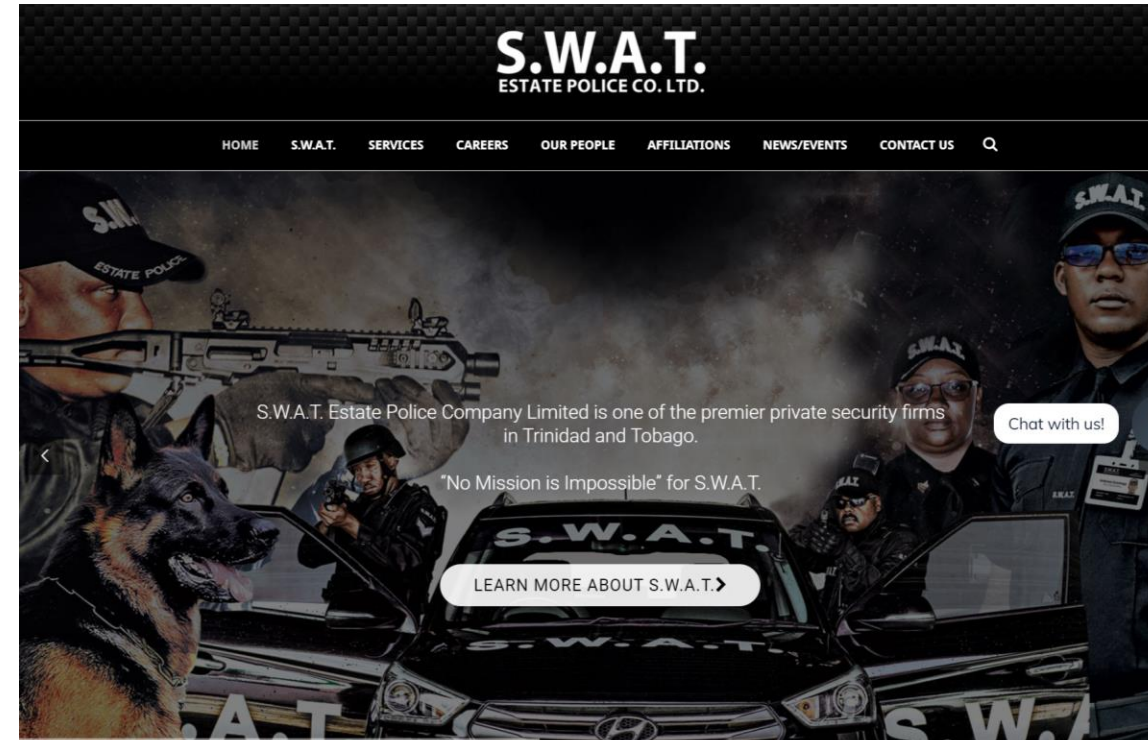 S.W.A.T.
ESTATE POLICE CO. LTD.
HOME S.W.A.T. SERVICES CAREERS OUR PEOPLE AFFILIATIONS NEWS/EVENTS CONTACT US
S.W.A.T.
ESTATE POLICE
S.W.A.T.
S.W.A.T.
S.W.A.T. Estate Police Company Limited is one of the premier private security firms
in Trinidad and Tobago.
Chat with us!
"No Mission is Impossible" for S.W.A.T.
S.W.A.T.
S.W.A.T.
LEARN MORE ABOUT S.W.A.T.
S.W.A.T.
A.T
S.W.A